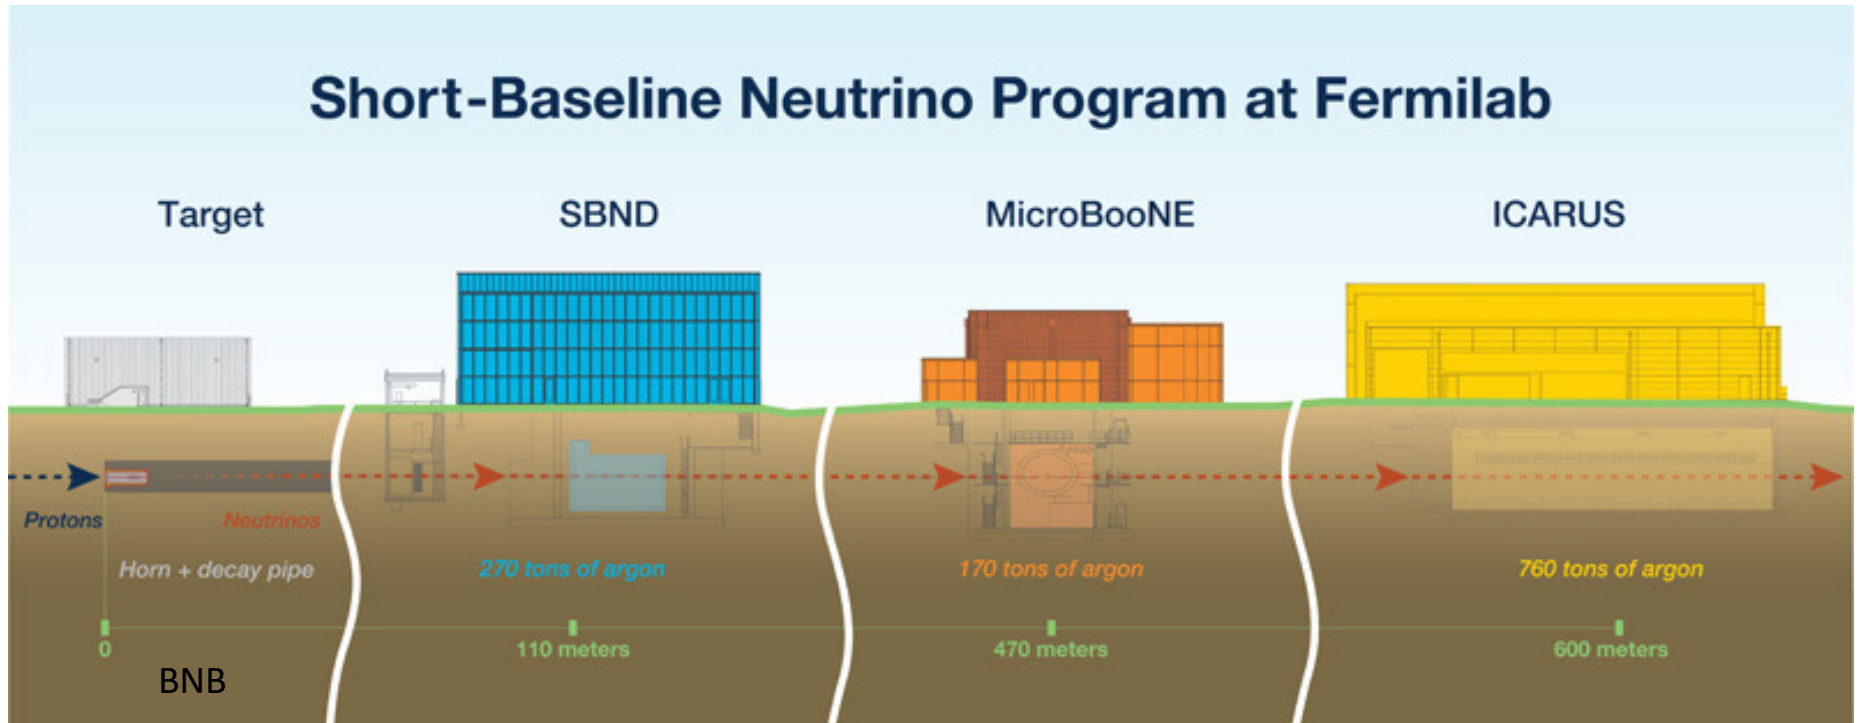 Short-Baseline Neutrino Program at Fermilab
Target
SBND
MicroBooNE
ICARUS
Protons
Neutrinos
Horn + decay pipe
270 tons of argon
170 tons of argon
760 tons of argon
0
110 meters
470 meters
600 meters
BNB